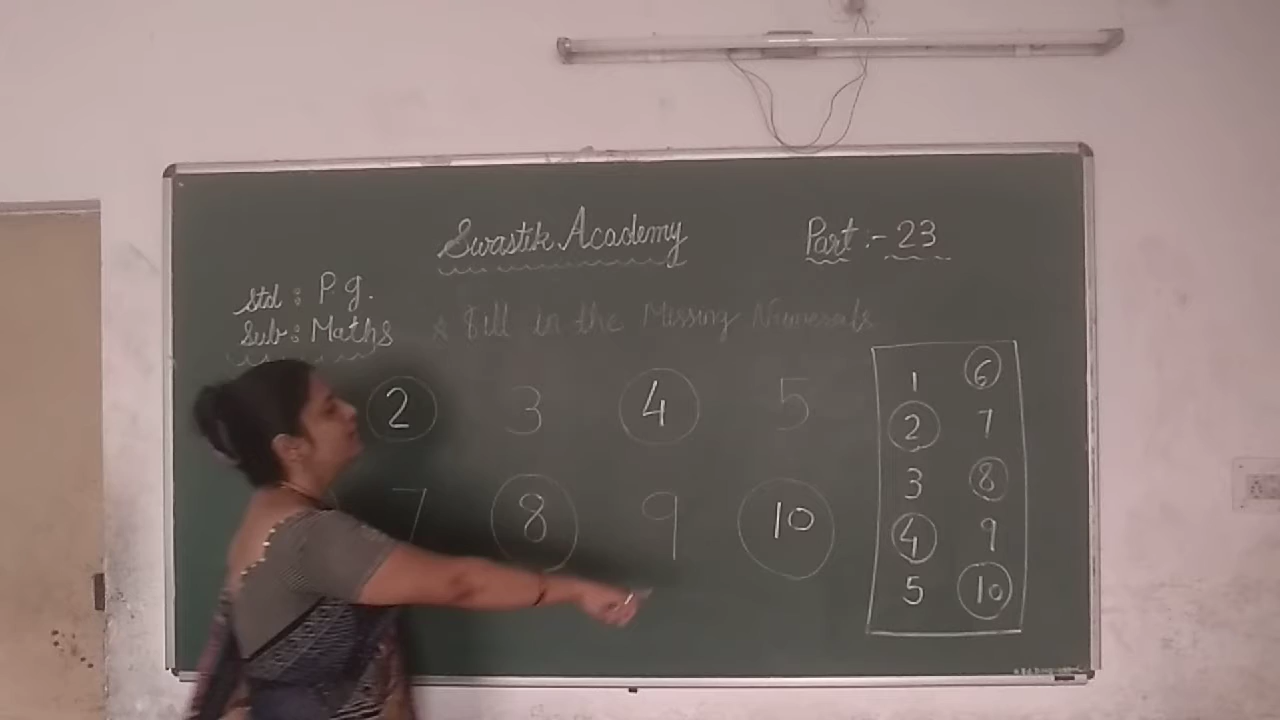 Swastik Academy
Part :- 23
Std : P.g.
Sub : Maths
* Fill in the Missing Numerals
2 3 4 5
7 8 9 10
1 6
2 7
3 8
4 9
5 10